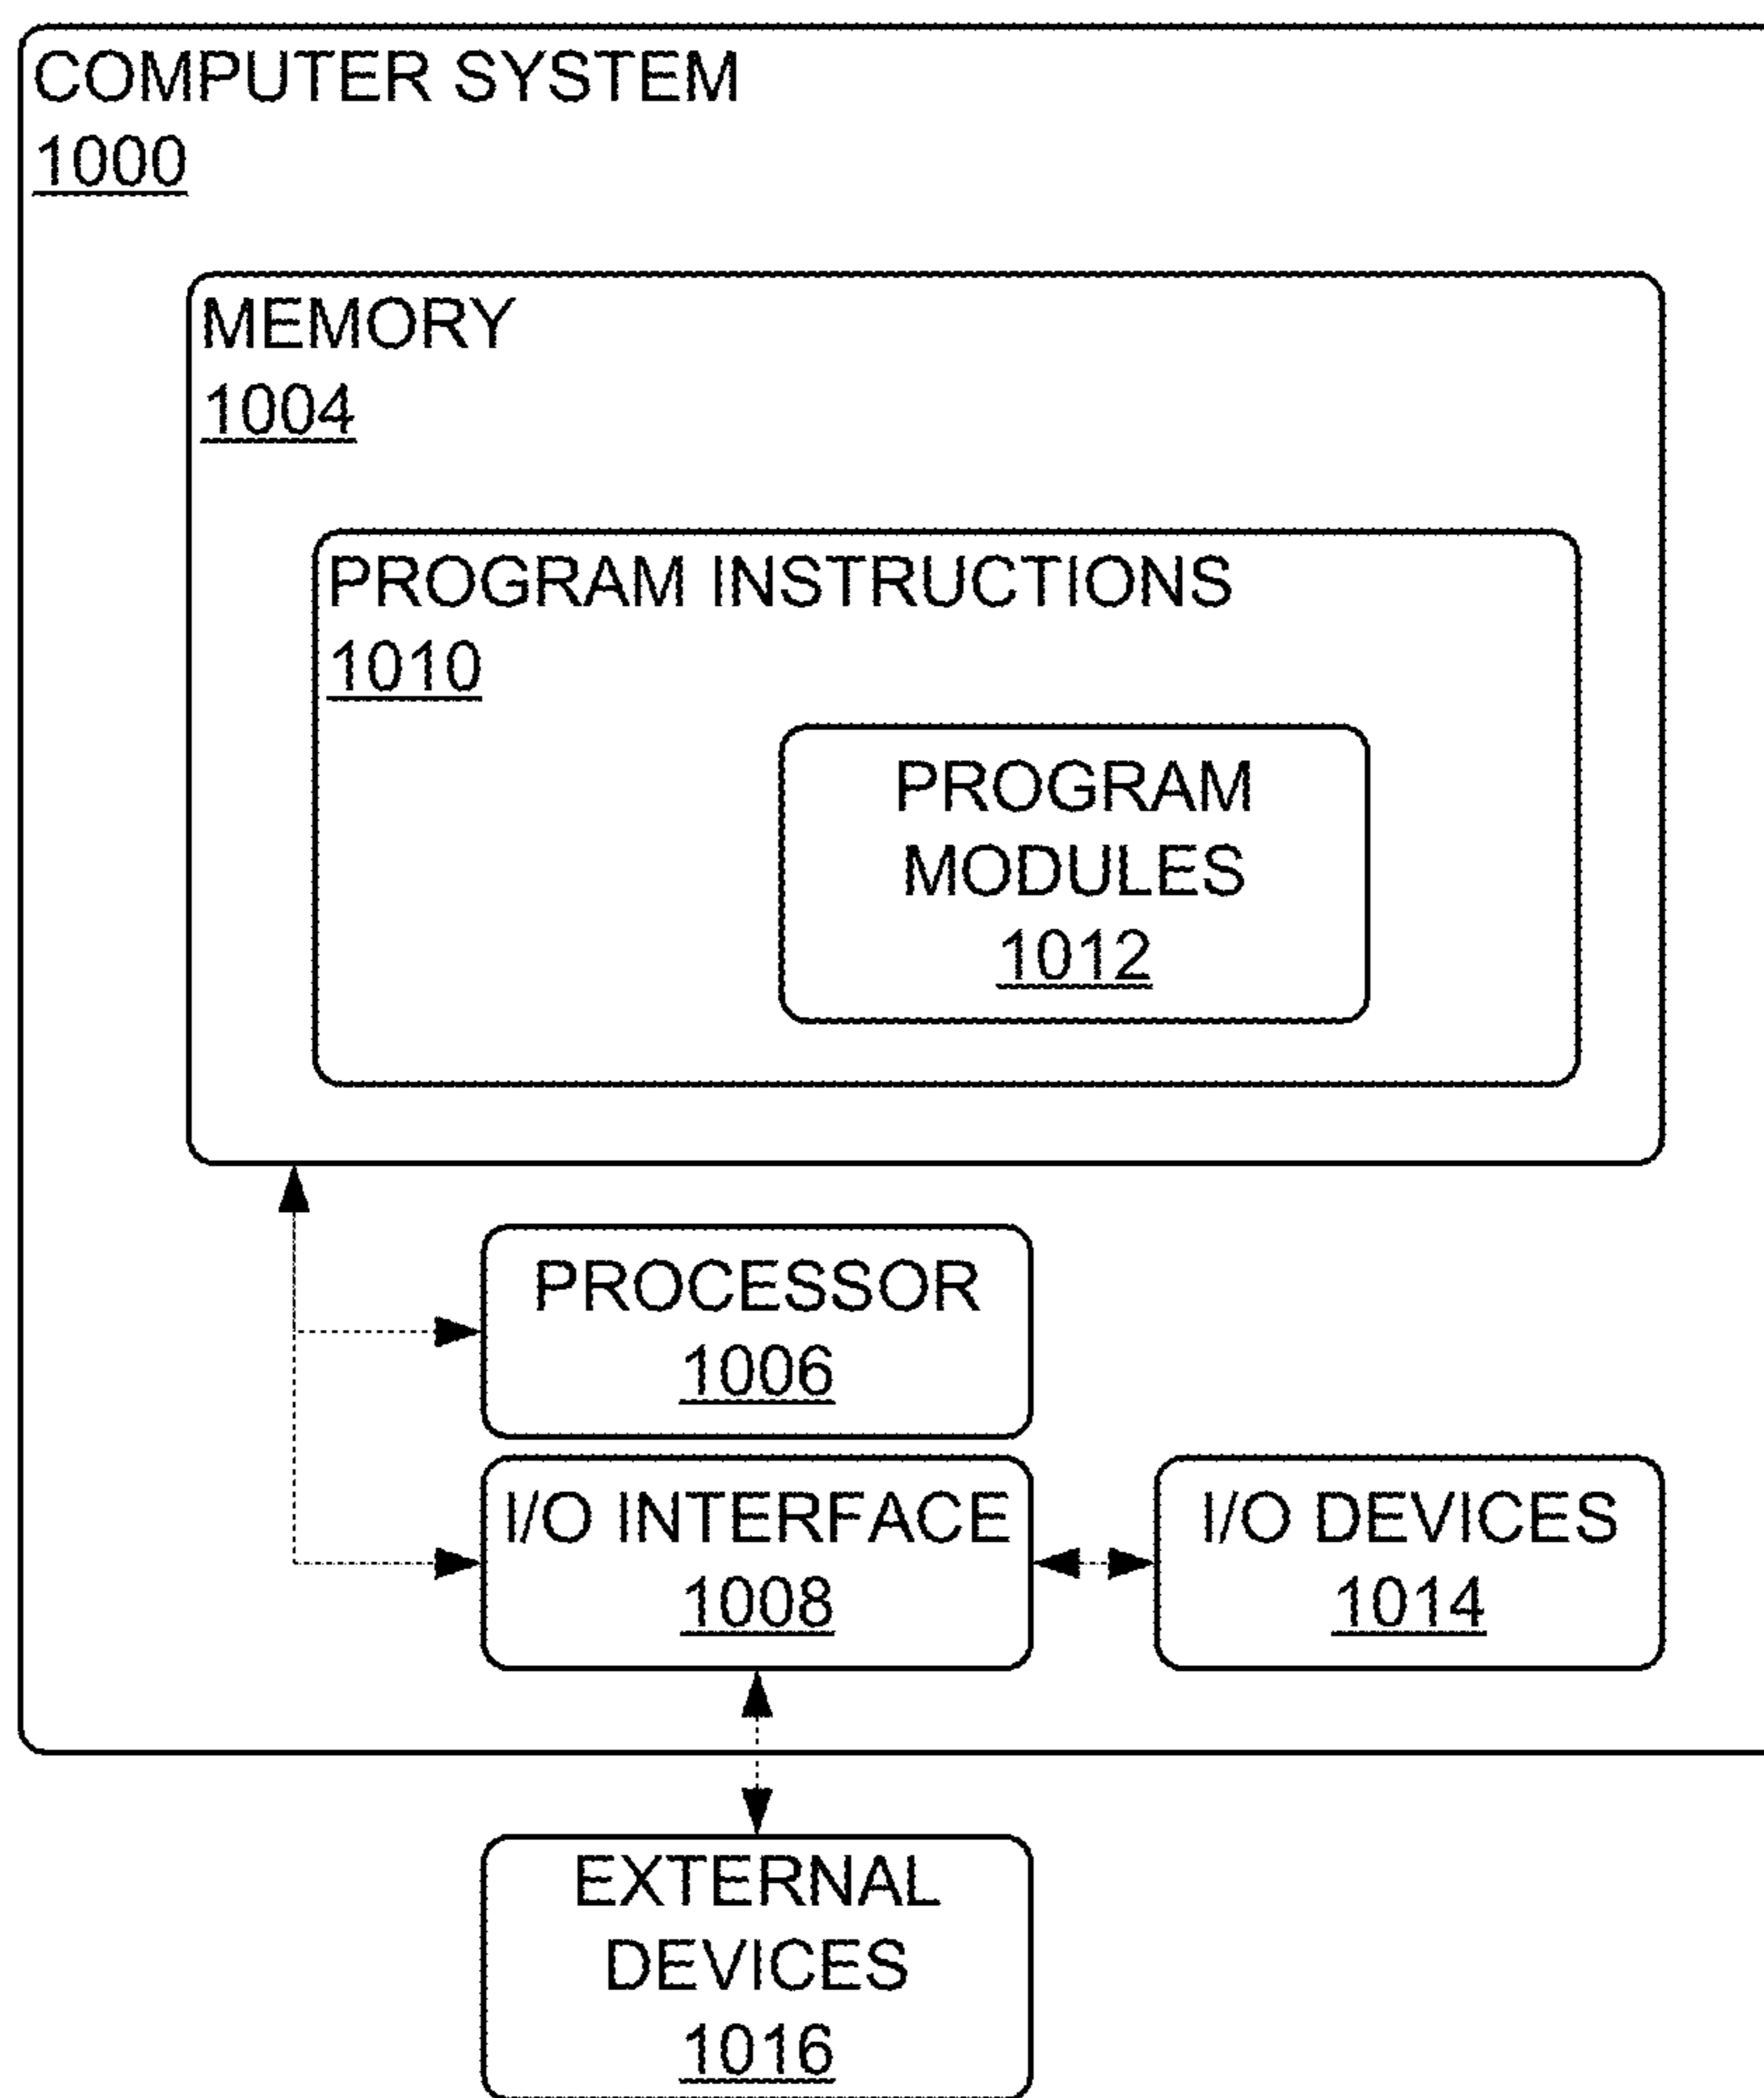 COMPUTER SYSTEM
1000
MEMORY
1004
PROGRAM INSTRUCTIONS
1010
PROGRAM
MODULES
1012
PROCESSOR
1006
I/O INTERFACE
1008
I/O DEVICES
1014
EXTERNAL
DEVICES
1016